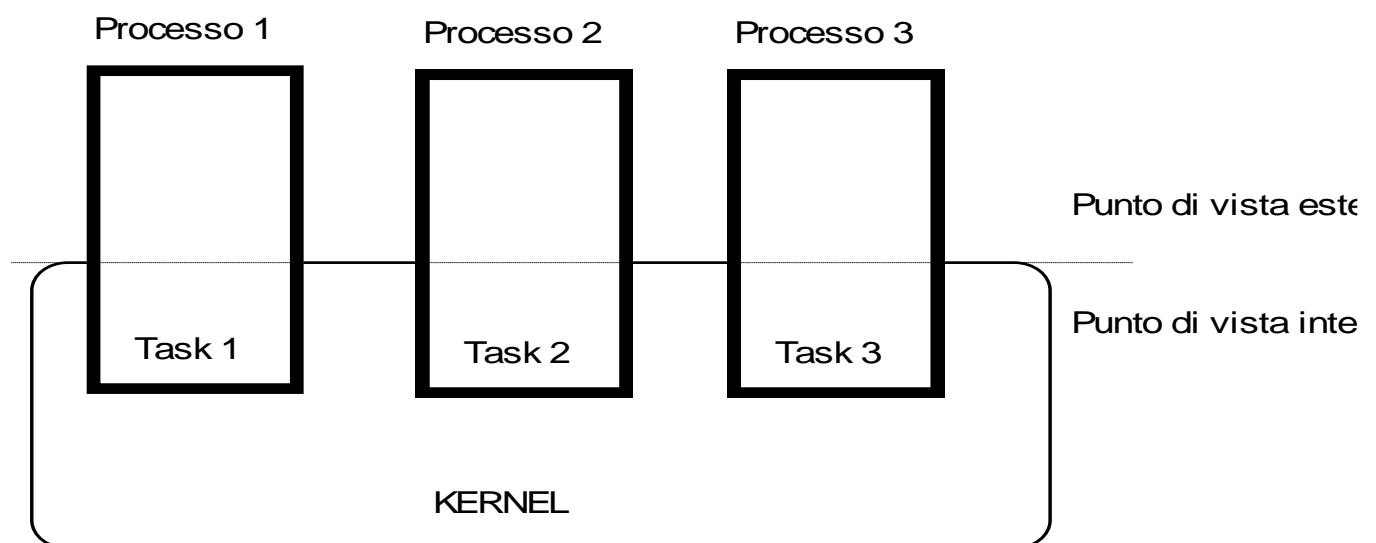 Processo 1
Processo 2
Processo 3
Punto di vista este
Punto di vista inte
Task 1
Task 2
Task 3
KERNEL